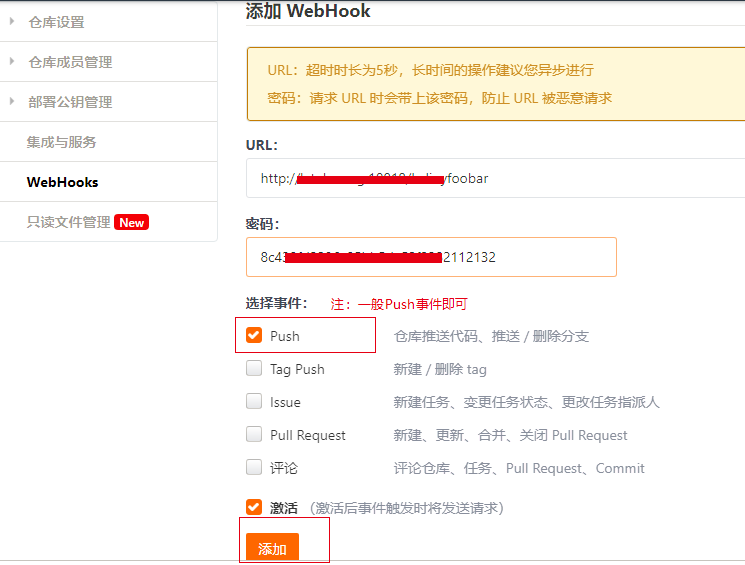 仓库设置
仓库成员管理
部署公钥管理
集成与服务
WebHooks
只读文件管理 New
添加 WebHook
URL：超时时长为5秒，长时间的操作建议您异步进行
密码：请求 URL 时会带上该密码，防止 URL 被恶意请求
URL：
http://yfoobar
密码：
8c42112132
选择事件： 注：一般Push事件即可
Push 仓库推送代码、推送 / 删除分支
Tag Push 新建 / 删除 tag
Issue 新建任务、变更任务状态、更改任务指派人
Pull Request 新建、更新、合并、关闭 Pull Request
评论 评论仓库、任务、Pull Request、Commit
激活 （激活后事件触发时将发送请求）
添加